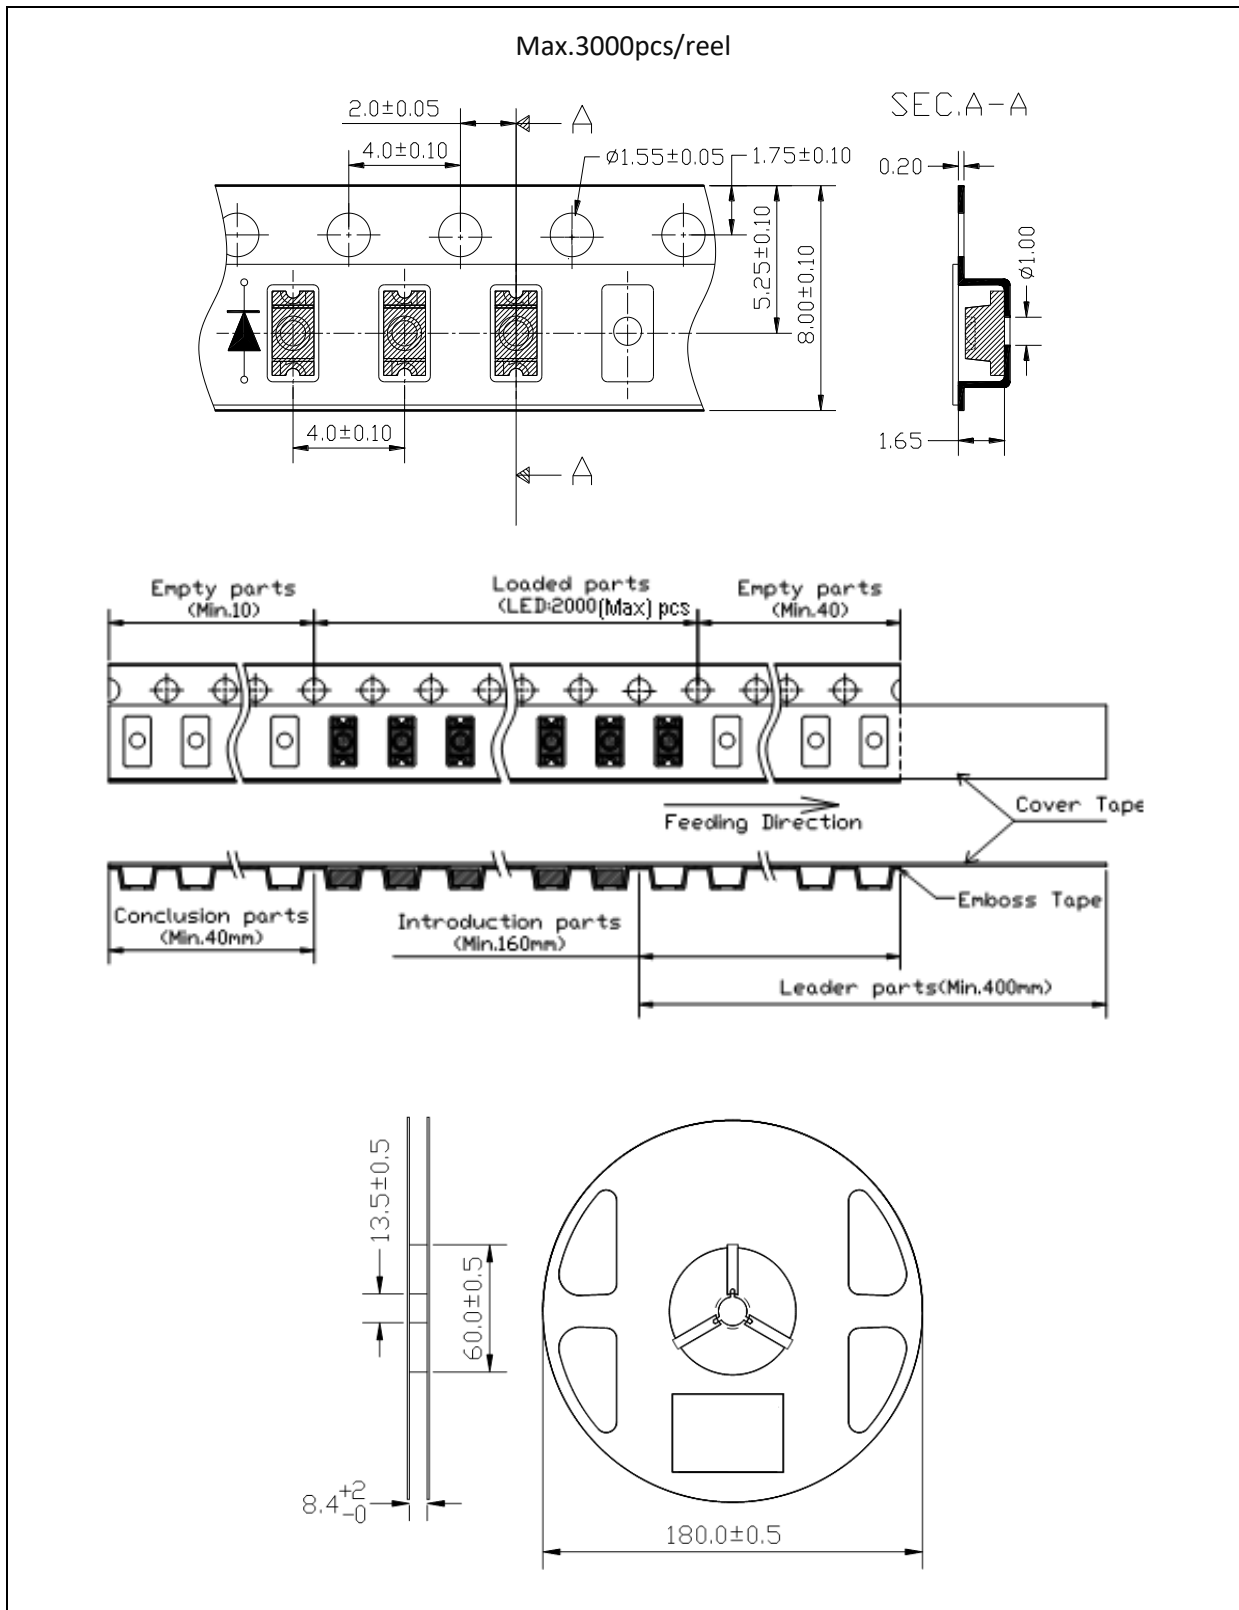 Max.3000pcs/reel
2.0±0.05
A
SEC.A-A
4.0±0.10
ø1.55±0.05
1.75±0.10
0.20
5.25±0.10
8.00±0.10
ø1.00
4.0±0.10
1.65
A
Empty parts
(Min.10)
Loaded parts
(LED:2000(Max) pcs
Empty parts
(Min.40)
Feeding Direction
Cover Tape
Conclusion parts
(Min.40mm)
Introduction parts
(Min.160mm)
Emboss Tape
Leader parts(Min.400mm)
13.5±0.5
60.0±0.5
8.4+2
-0
180.0±0.5